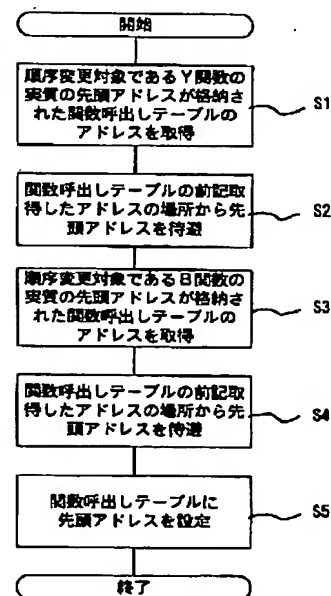 開始
順序変更対象であるY関数の
実質の先頭アドレスが格納さ
れた関数呼出しテーブルの
アドレスを取得
S1
関数呼出しテーブルの前記取
得したアドレスの場所から先
頭アドレスを待避
S2
順序変更対象であるB関数の
実質の先頭アドレスが格納さ
れた関数呼出しテーブルの
アドレスを取得
S3
関数呼出しテーブルの前記取
得したアドレスの場所から先
頭アドレスを待避
S4
関数呼出しテーブルに
先頭アドレスを設定
S5
終了